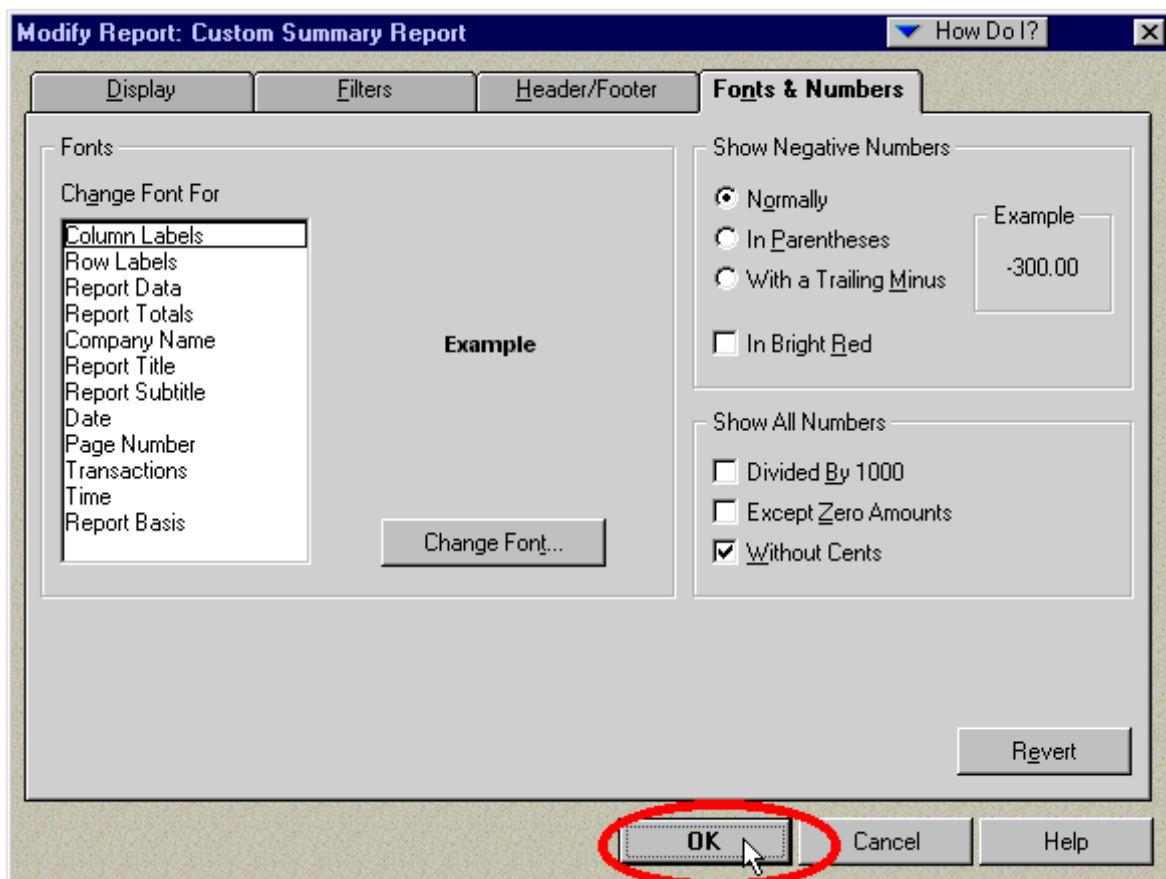 Modify Report: Custom Summary Report
How Do I?
Display
Filters
Header/Footer
Fonts & Numbers
Fonts
Change Font For
Column Labels
Row Labels
Report Data
Report Totals
Company Name
Report Title
Report Subtitle
Date
Page Number
Transactions
Time
Report Basis
Example
Change Font...
Show Negative Numbers
Normally
In Parentheses
With a Trailing Minus
In Bright Red
Example
-300.00
Show All Numbers
Divided By 1000
Except Zero Amounts
Without Cents
Revert
OK
Cancel
Help